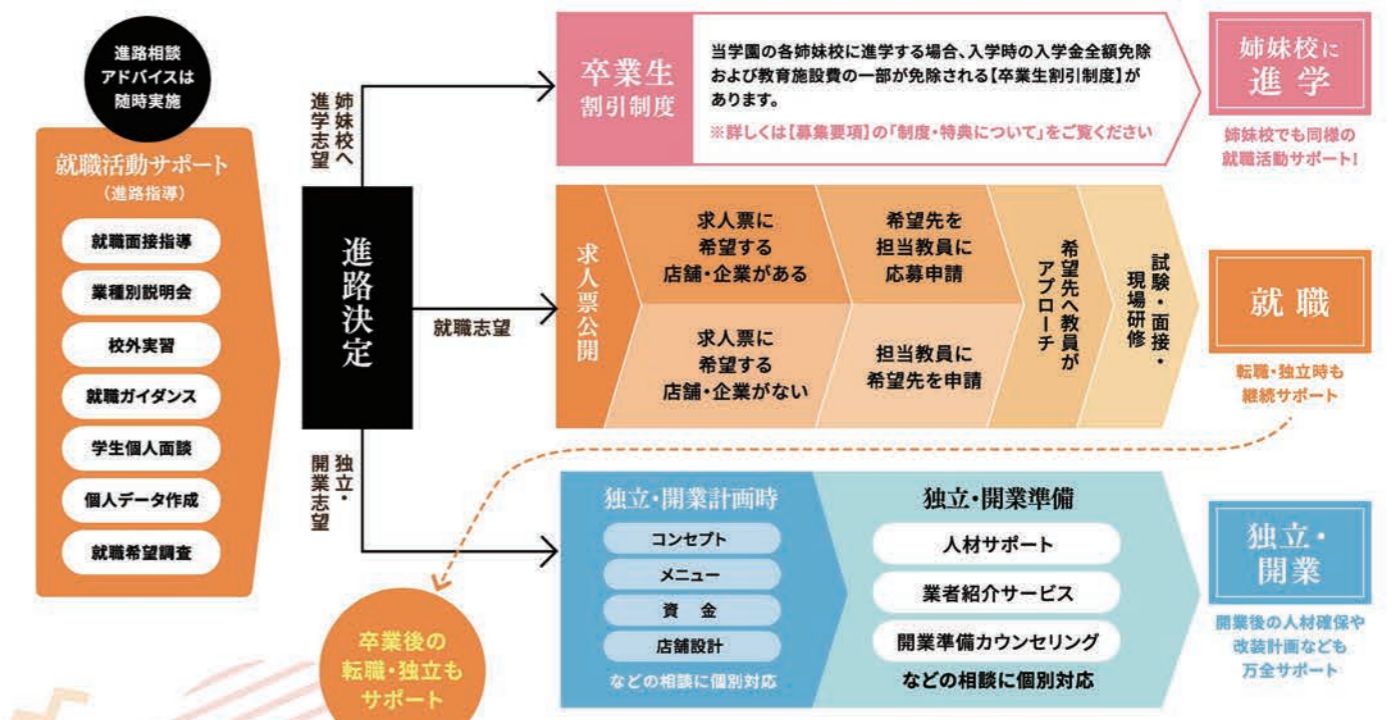 進路相談
アドバイスは
随時実施
就職活動サポート
（進路指導）
就職面接指導
業種別説明会
校外実習
就職ガイダンス
学生個人面談
個人データ作成
就職希望調査
進路決定
姉妹校へ
進学志望
就職志望
独立・
開業志望
卒業生
割引制度
当学園の各姉妹校に進学する場合、入学時の入学金全額免除
および教育施設費の一部が免除される【卒業生割引制度】が
あります。
※詳しくは【募集要項】の「制度・特典について」をご覧ください
姉妹校に
進学
姉妹校でも同様の
就職活動サポート!
求人票公開
求人票に
希望する
店舗・企業がある
希望先を
担当教員に
応募申請
求人票に
希望する
店舗・企業がない
担当教員に
希望先を申請
希望先へ教員が
アプローチ
試験・面接・
現場研修
就職
転職・独立時も
継続サポート
独立・開業計画時
コンセプト
メニュー
資 金
店舗設計
などの相談に個別対応
独立・開業準備
人材サポート
業者紹介サービス
開業準備カウンセリング
などの相談に個別対応
独立・
開業
開業後の人材確保や
改装計画なども
万全サポート
卒業後の
転職・独立も
サポート